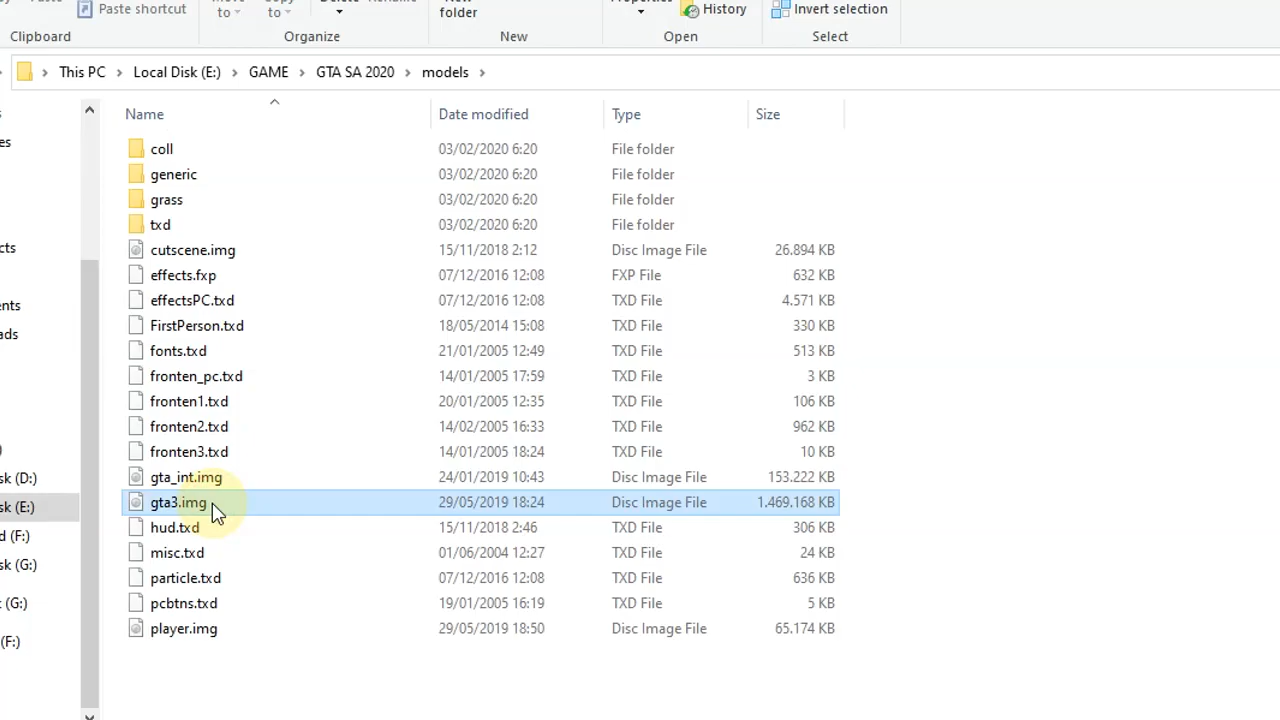 Paste shortcut
to
to
folder
Properties
History
Invert selection
Clipboard
Organize
New
Open
Select
This PC
Local Disk (E:)
GAME
GTA SA 2020
models
Name
Date modified
Type
Size
coll 03/02/2020 6:20 File folder
generic 03/02/2020 6:20 File folder
grass 03/02/2020 6:20 File folder
txd 03/02/2020 6:20 File folder
cutscene.img 15/11/2018 2:12 Disc Image File 26.894 KB
effects.fxp 07/12/2016 12:08 FXP File 632 KB
effectsPC.txd 07/12/2016 12:08 TXD File 4.571 KB
FirstPerson.txd 18/05/2014 15:08 TXD File 330 KB
fonts.txd 21/01/2005 12:49 TXD File 513 KB
fronten_pc.txd 14/01/2005 17:59 TXD File 3 KB
fronten1.txd 20/01/2005 12:35 TXD File 106 KB
fronten2.txd 14/02/2005 16:33 TXD File 962 KB
fronten3.txd 14/01/2005 18:24 TXD File 10 KB
gta_int.img 24/01/2019 10:43 Disc Image File 153.222 KB
gta3.img 29/05/2019 18:24 Disc Image File 1.469.168 KB
hud.txd 15/11/2018 2:46 TXD File 306 KB
misc.txd 01/06/2004 12:27 TXD File 24 KB
particle.txd 07/12/2016 12:08 TXD File 636 KB
pcbtns.txd 19/01/2005 16:19 TXD File 5 KB
player.img 29/05/2019 18:50 Disc Image File 65.174 KB
es
cts
ents
ads
)
sk (D:)
sk (E:)
d (F:)
sk (G:)
(G:)
(F:)